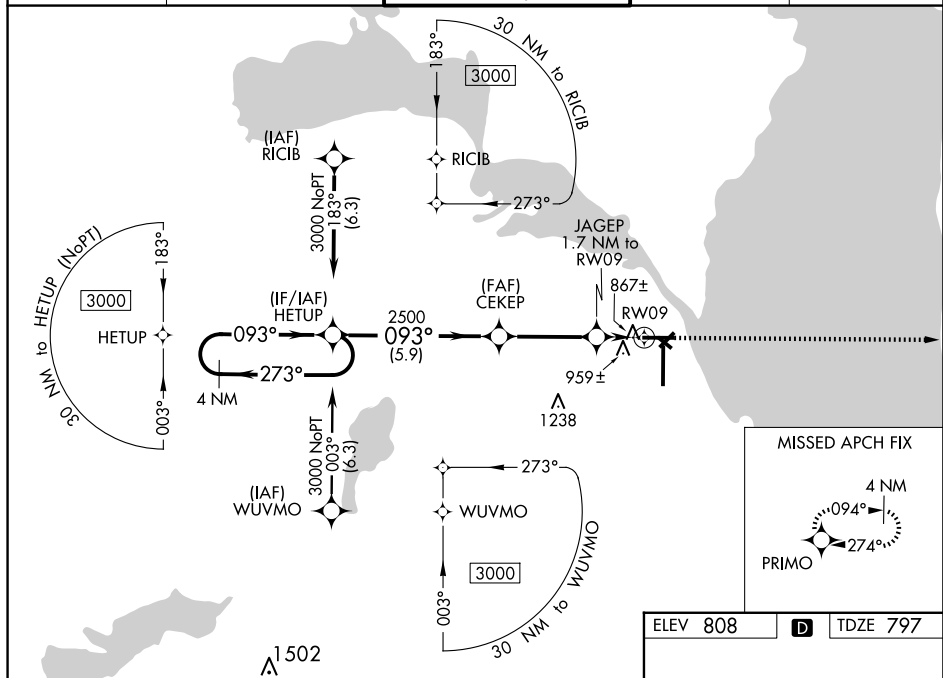 30 NM to RICIB
183°
3000
RICIB
273°
(IAF)
RICIB
3000 NoPT
183°
(6.3)
JAGEP
1.7 NM to
RW09
867±
RW09
959±
1238
30 NM to HETUP (NoPT)
183°
3000
HETUP
003°
(IF/IAF)
HETUP
093°
273°
4 NM
2500
093°
(5.9)
(FAF)
CEKEP
3000 NoPT
003°
(6.3)
(IAF)
WUVMO
273°
WUVMO
3000
003°
30 NM to WUVMO
MISSED APCH FIX
4 NM
094°
274°
PRIMO
ELEV 808 D TDZE 797
1502